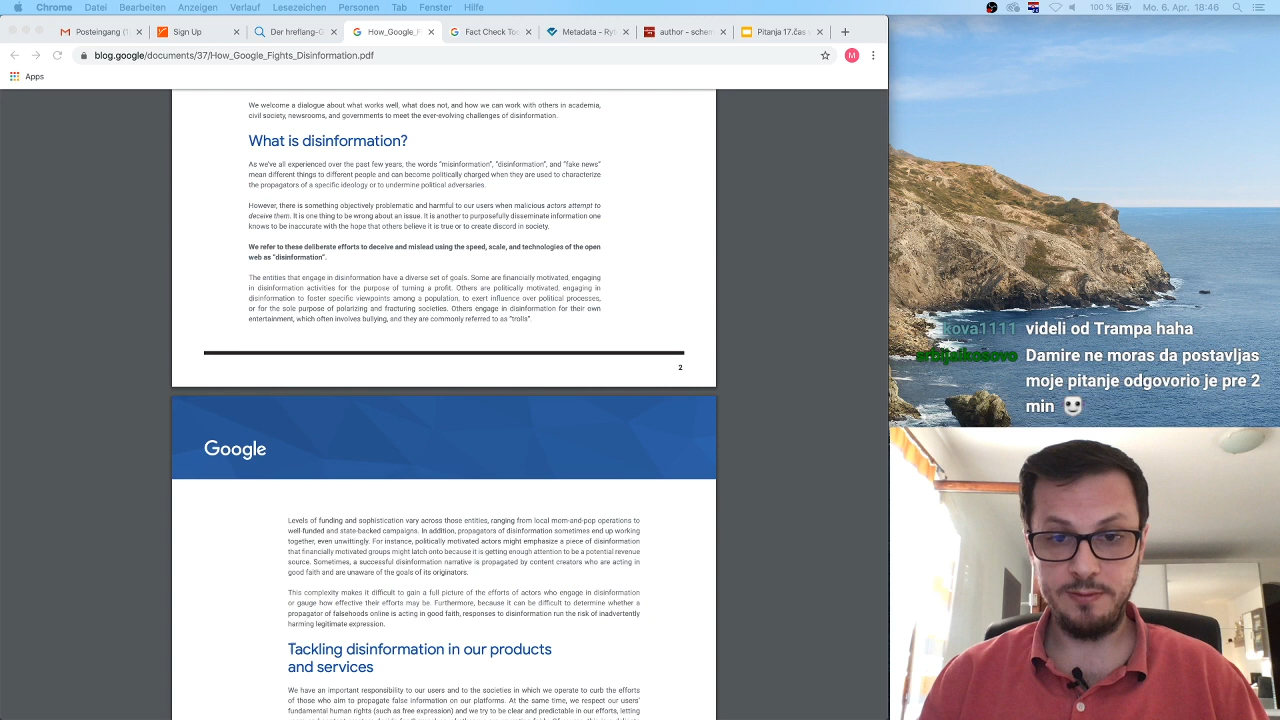 Chrome Datei Bearbeiten Anzeigen Verlauf Lesezeichen Personen Tab Fenster Hilfe 100 % Mo. 6. Apr. 18:46
Posteingang (1 Sign Up Der hreflang-G How_Google_F Fact Check Too Metadata – Ryt author - schem Pitanja 17.čas
blog.google/documents/37/How_Google_Fights_Disinformation.pdf M
Apps
We welcome a dialogue about what works well, what does not, and how we can work with others in academia,
civil society, newsrooms, and governments to meet the ever-evolving challenges of disinformation.
What is disinformation?
As we've all experienced over the past few years, the words "misinformation", "disinformation", and "fake news"
mean different things to different people and can become politically charged when they are used to characterize
the propagators of a specific ideology or to undermine political adversaries.
However, there is something objectively problematic and harmful to our users when malicious actors attempt to
deceive them. It is one thing to be wrong about an issue. It is another to purposefully disseminate information one
knows to be inaccurate with the hope that others believe it is true or to create discord in society.
We refer to these deliberate efforts to deceive and mislead using the speed, scale, and technologies of the open
web as "disinformation".
The entities that engage in disinformation have a diverse set of goals. Some are financially motivated, engaging
in disinformation activities for the purpose of turning a profit. Others are politically motivated, engaging in
disinformation to foster specific viewpoints among a population, to exert influence over political processes,
or for the sole purpose of polarizing and fracturing societies. Others engage in disinformation for their own
entertainment, which often involves bullying, and they are commonly referred to as "trolls".
2
Google
Levels of funding and sophistication vary across those entities, ranging from local mom-and-pop operations to
well-funded and state-backed campaigns. In addition, propagators of disinformation sometimes end up working
together, even unwittingly. For instance, politically motivated actors might emphasize a piece of disinformation
that financially motivated groups might latch onto because it is getting enough attention to be a potential revenue
source. Sometimes, a successful disinformation narrative is propagated by content creators who are acting in
good faith and are unaware of the goals of its originators.
This complexity makes it difficult to gain a full picture of the efforts of actors who engage in disinformation
or gauge how effective their efforts may be. Furthermore, because it can be difficult to determine whether a
propagator of falsehoods online is acting in good faith, responses to disinformation run the risk of inadvertently
harming legitimate expression.
Tackling disinformation in our products
and services
We have an important responsibility to our users and to the societies in which we operate to curb the efforts
of those who aim to propagate false information on our platforms. At the same time, we respect our users'
fundamental human rights (such as free expression) and we try to be clear and predictable in our efforts, letting
kova1111 videli od Trampa haha
srbijaikosovo Damire ne moras da postavljas
moje pitanje odgovorio je pre 2
min